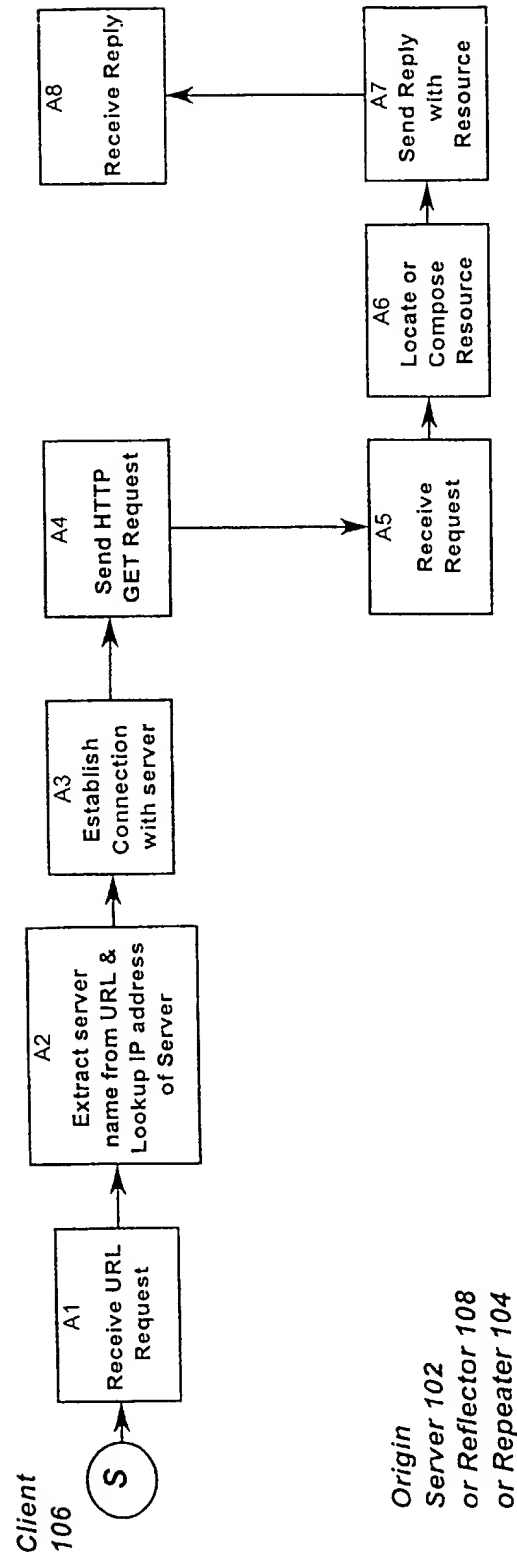 Client
106
S
A1
Receive URL
Request
A2
Extract server
name from URL &
Lookup IP address
of Server
A3
Establish
Connection
with server
A4
Send HTTP
GET Request
A8
Receive Reply
Origin
Server 102
or Reflector 108
or Repeater 104
A5
Receive
Request
A6
Locate or
Compose
Resource
A7
Send Reply
with
Resource